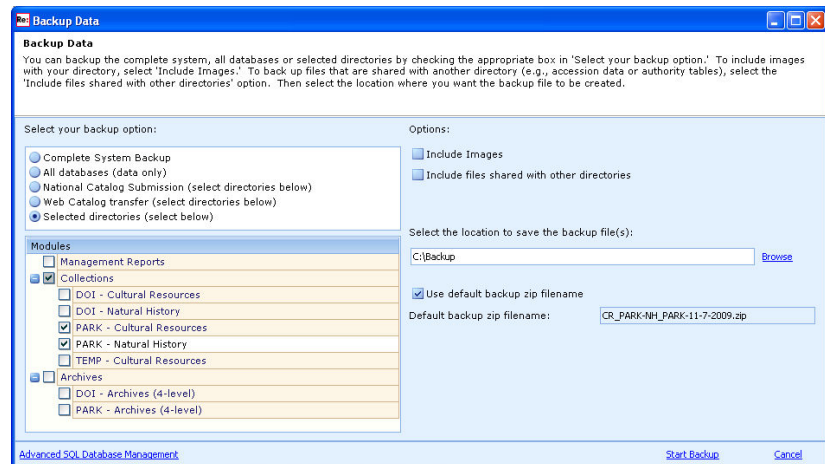 Re: Backup Data
Backup Data
You can backup the complete system, all databases or selected directories by checking the appropriate box in 'Select your backup option.' To include images
with your directory, select 'Include Images.' To back up files that are shared with another directory (e.g., accession data or authority tables), select the
'Include files shared with other directories' option. Then select the location where you want the backup file to be created.
Select your backup option:
Complete System Backup
All databases (data only)
National Catalog Submission (select directories below)
Web Catalog transfer (select directories below)
Selected directories (select below)
Modules
Management Reports
Collections
DOI - Cultural Resources
DOI - Natural History
PARK - Cultural Resources
PARK - Natural History
TEMP - Cultural Resources
Archives
DOI - Archives (4-level)
PARK - Archives (4-level)
Options:
Include Images
Include files shared with other directories
Select the location to save the backup file(s):
C:\Backup
Browse
Use default backup zip filename
Default backup zip filename:
CR_PARK-NH_PARK-11-7-2009.zip
Advanced SQL Database Management
Start Backup
Cancel